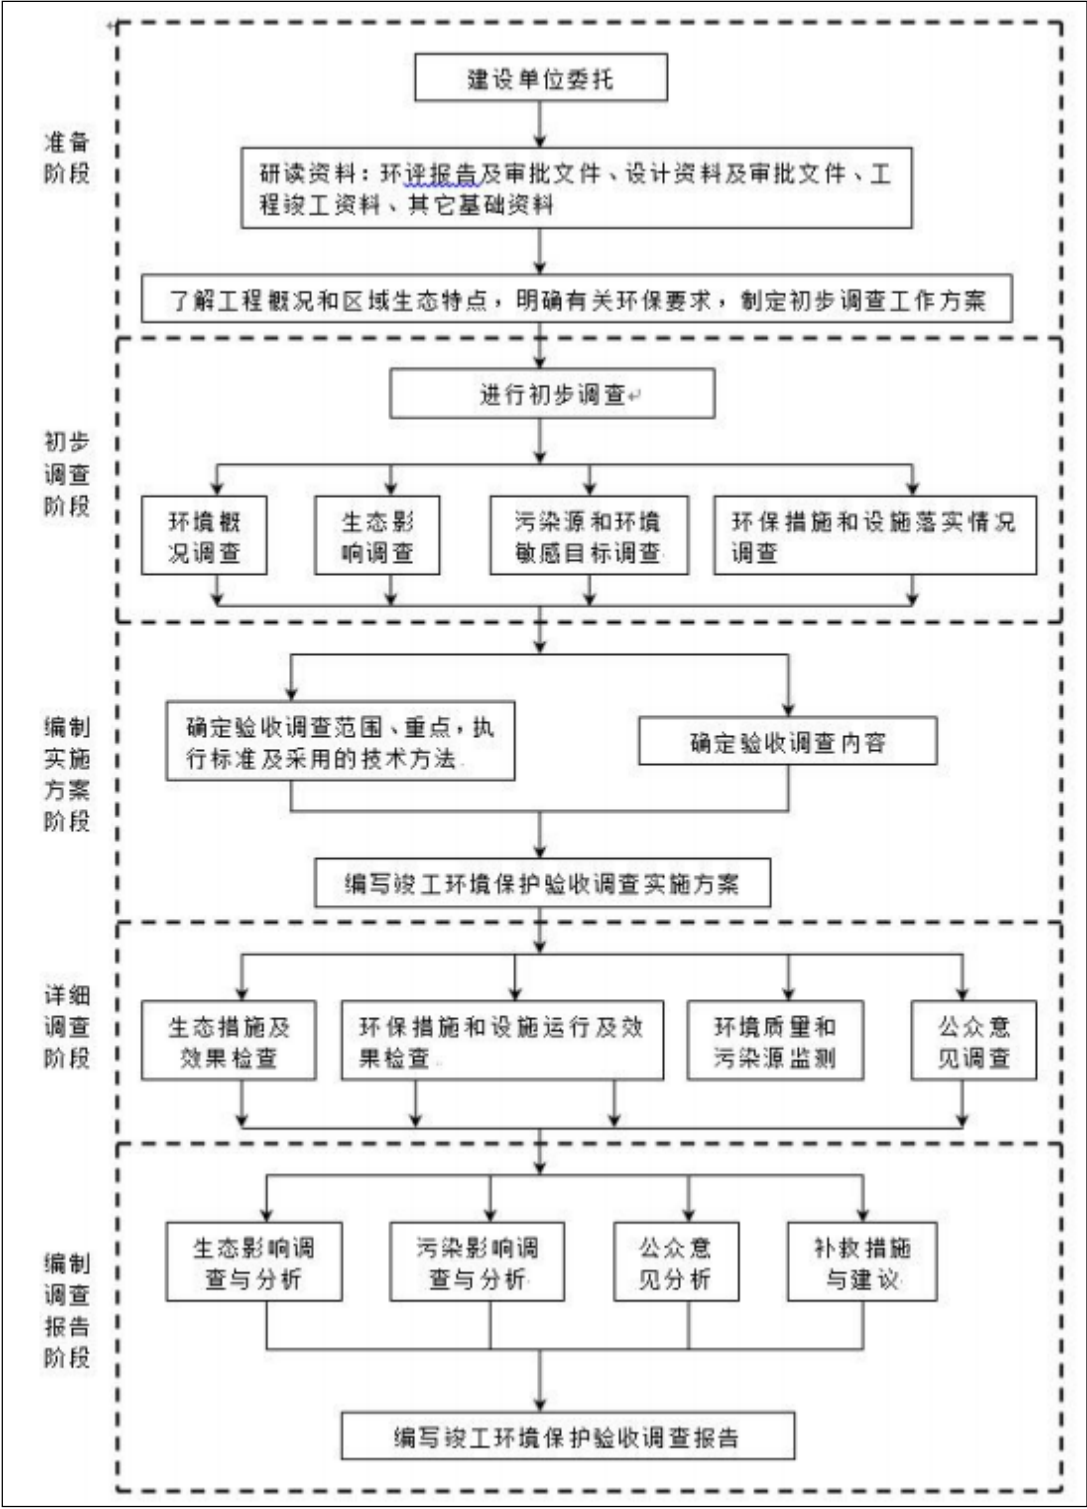 建设单位委托
准备
阶段
研读资料：环评报告及审批文件、设计资料及审批文件、工
程竣工资料、其它基础资料
了解工程概况和区域生态特点，明确有关环保要求，制定初步调查工作方案
进行初步调查
初步
调查
阶段
环境概
况调查
生态影
响调查
污染源和环境
敏感目标调查
环保措施和设施落实情况
调查
编制
实施
方案
阶段
确定验收调查范围、重点，执
行标准及采用的技术方法
确定验收调查内容
编写竣工环境保护验收调查实施方案
详细
调查
阶段
生态措施及
效果检查
环保措施和设施运行及效
果检查
环境质量和
污染源监测
公众意
见调查
编制
调查
报告
阶段
生态影响调
查与分析
污染影响调
查与分析
公众意
见分析
补救措施
与建议
编写竣工环境保护验收调查报告